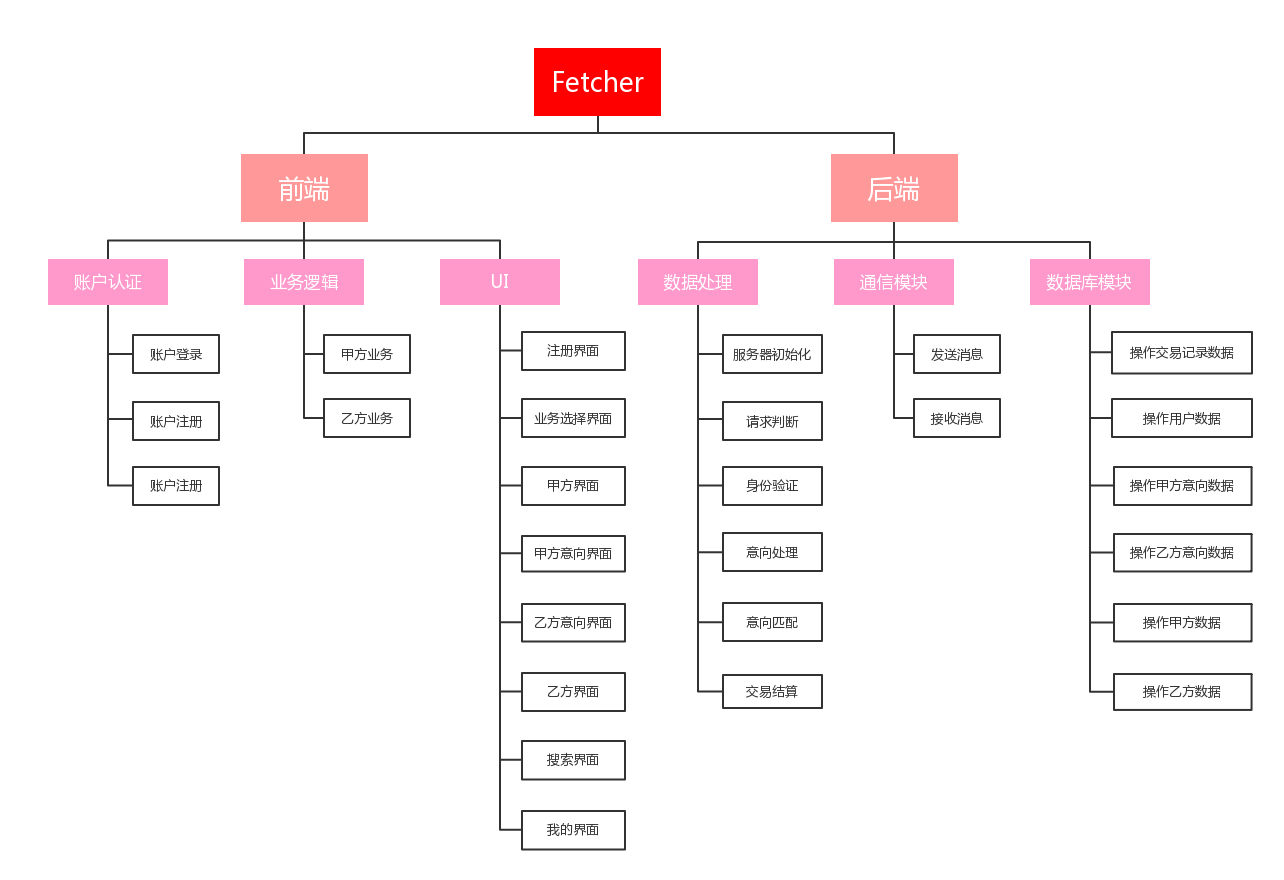 Fetcher
前端
后端
账户认证
业务逻辑
UI
数据处理
通信模块
数据库模块
账户登录
账户注册
账户注册
甲方业务
乙方业务
注册界面
业务选择界面
甲方界面
甲方意向界面
乙方意向界面
乙方界面
搜索界面
我的界面
服务器初始化
请求判断
身份验证
意向处理
意向匹配
交易结算
发送消息
接收消息
操作交易记录数据
操作用户数据
操作甲方意向数据
操作乙方意向数据
操作甲方数据
操作乙方数据